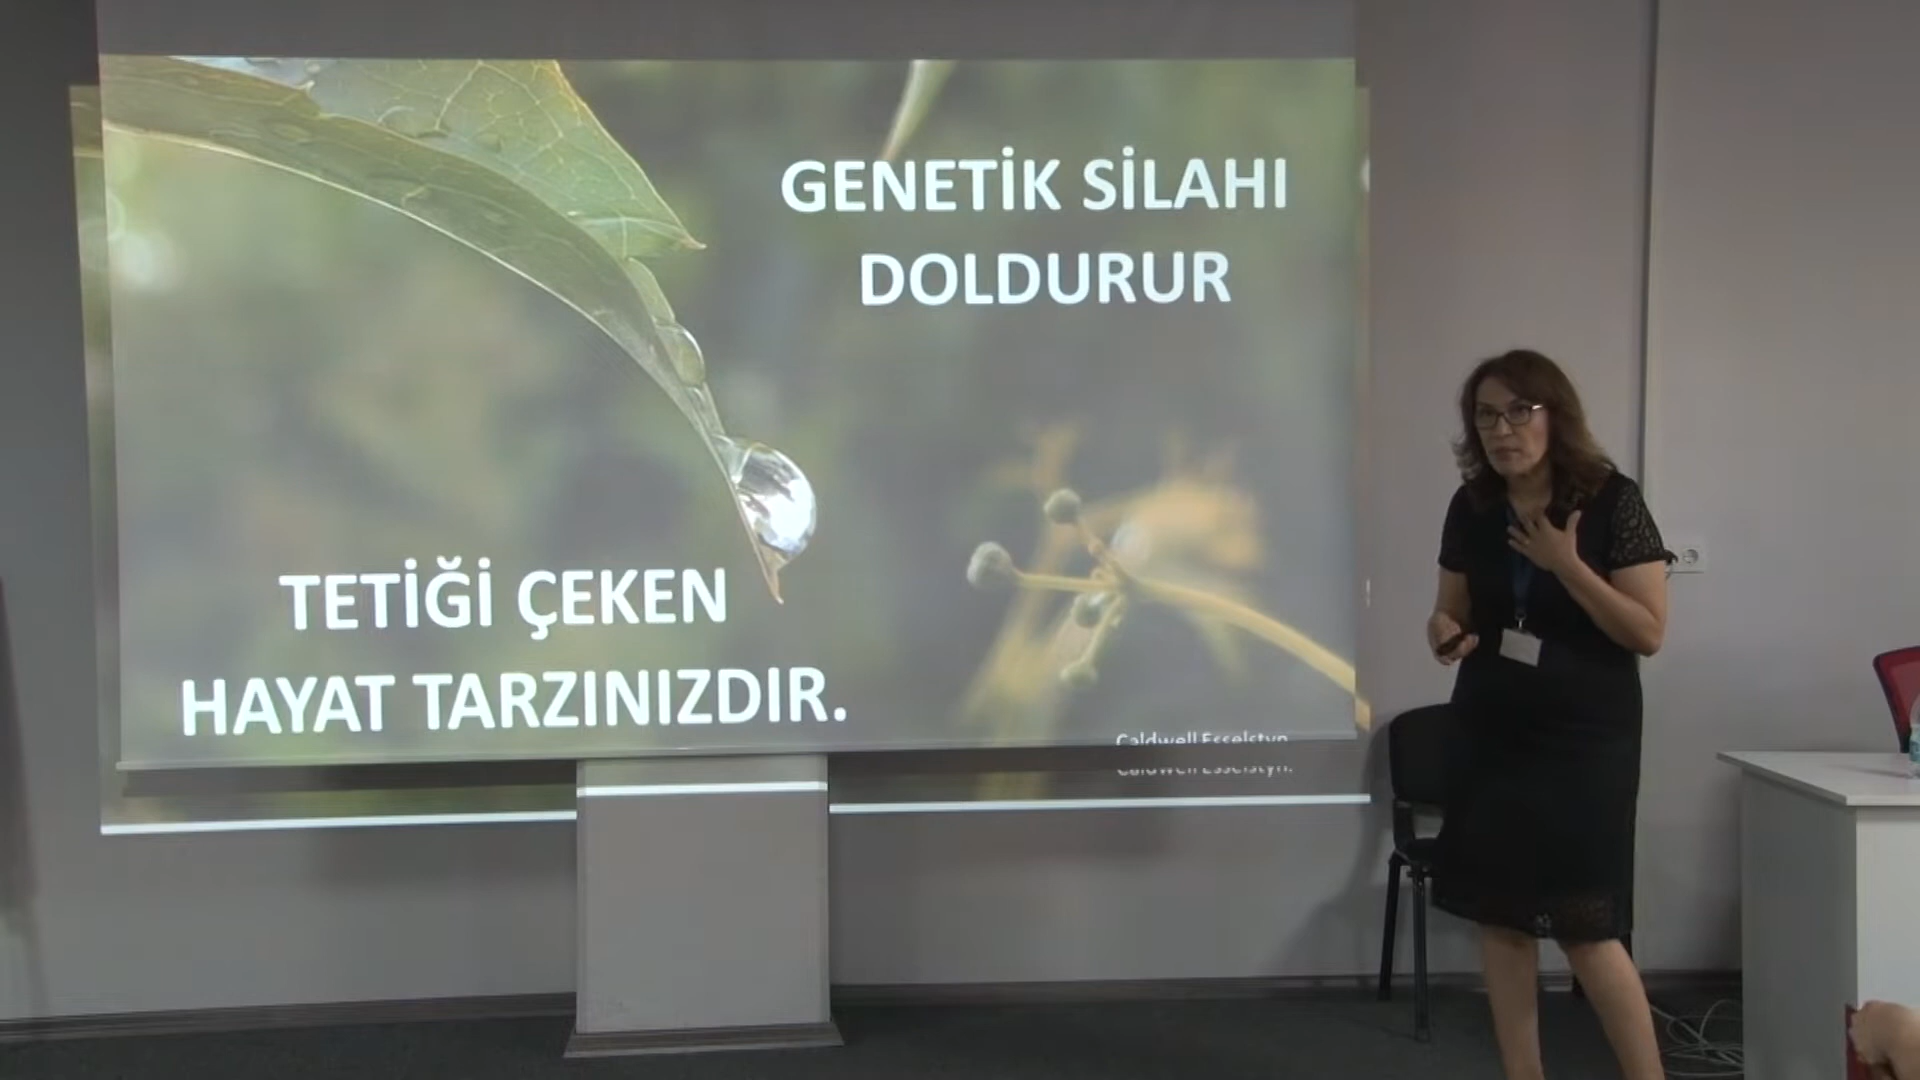 GENETİK SİLAHI
DOLDURUR
TETİĞİ ÇEKEN
HAYAT TARZINIZDIR.
Caldwell Esselstyn.